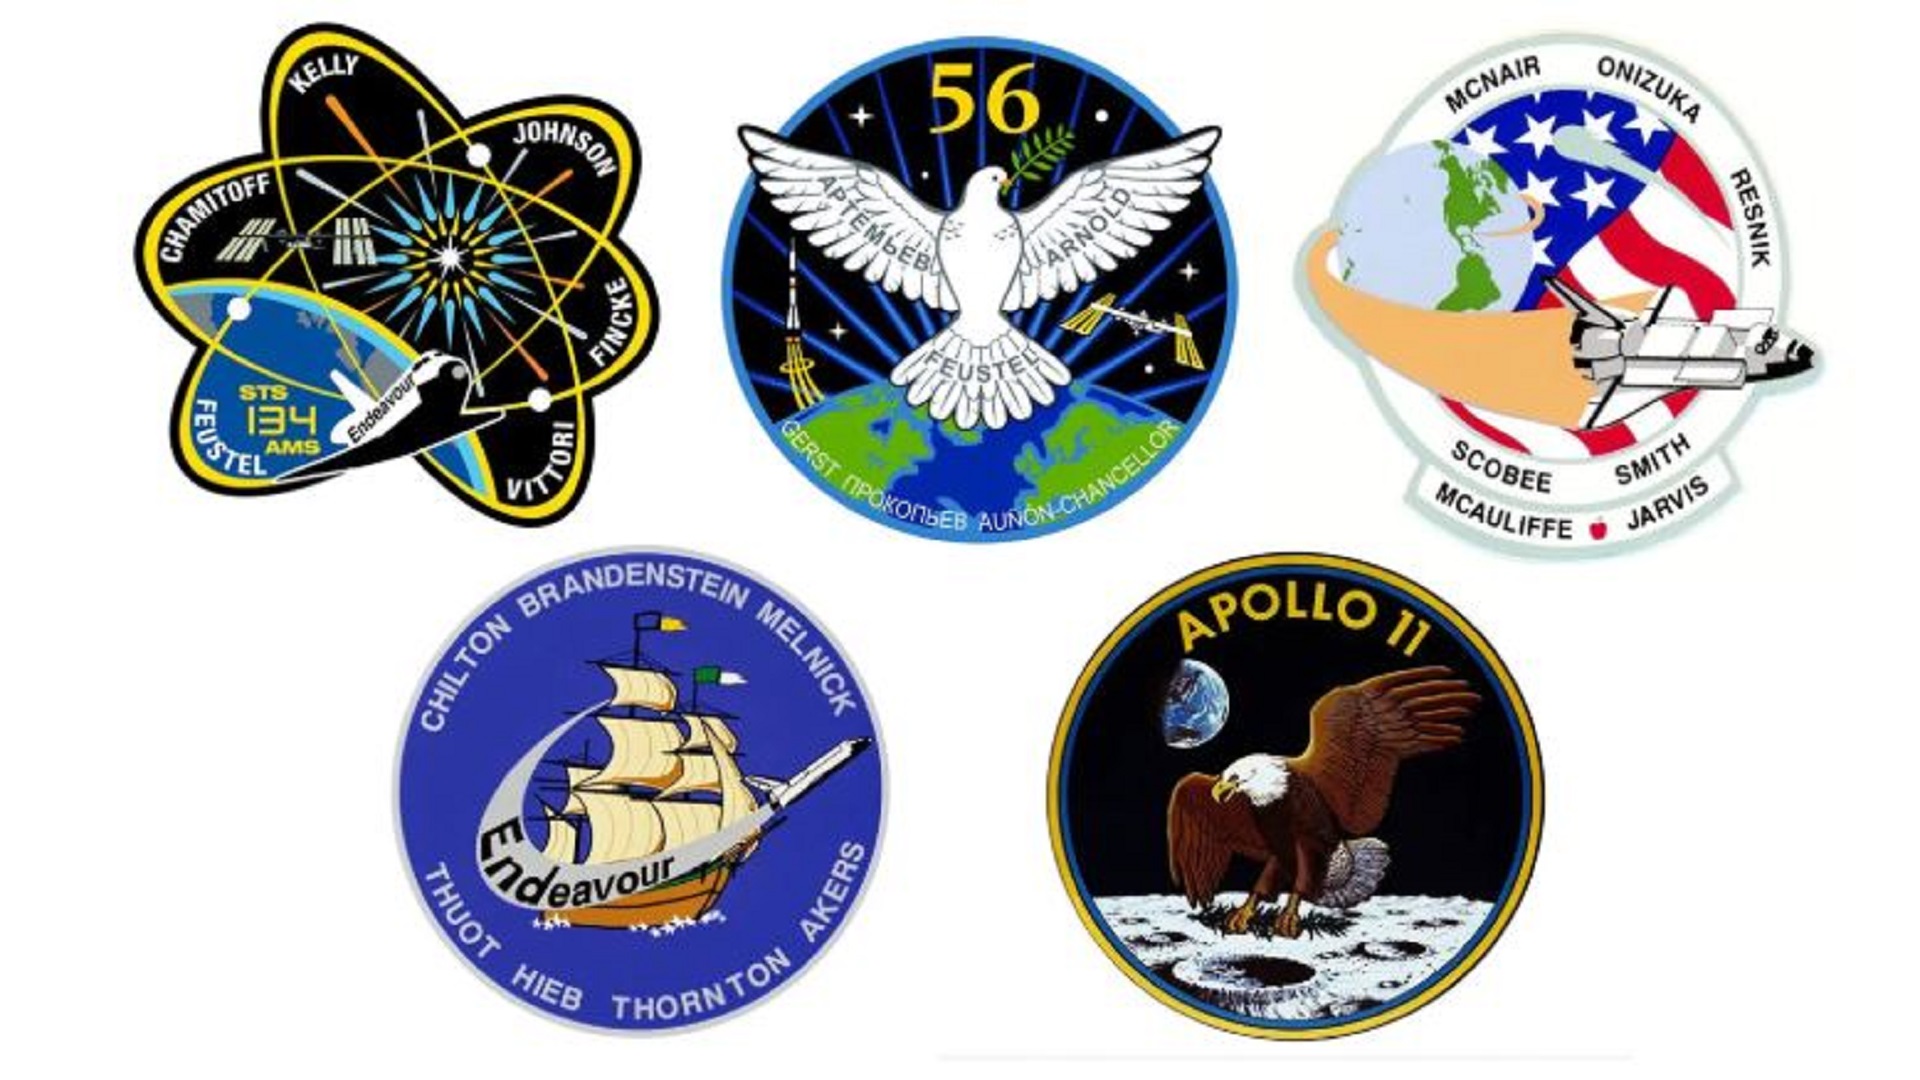 KELLY
JOHNSON
CHAMITOFF
FINCKE
Endeavour
STS
134
AMS
FEUSTEL
VITTORI
56
АРТЕМЬЕВ
ARNOLD
FEUSTEL
GERST ПРОКОПЬЕВ AUÑÓN-CHANCELLOR
MCNAIR ONIZUKA
RESNIK
SCOBEE SMITH
MCAULIFFE JARVIS
CHILTON BRANDENSTEIN MELNICK
Endeavour
THUOT HIEB THORNTON AKERS
APOLLO 11